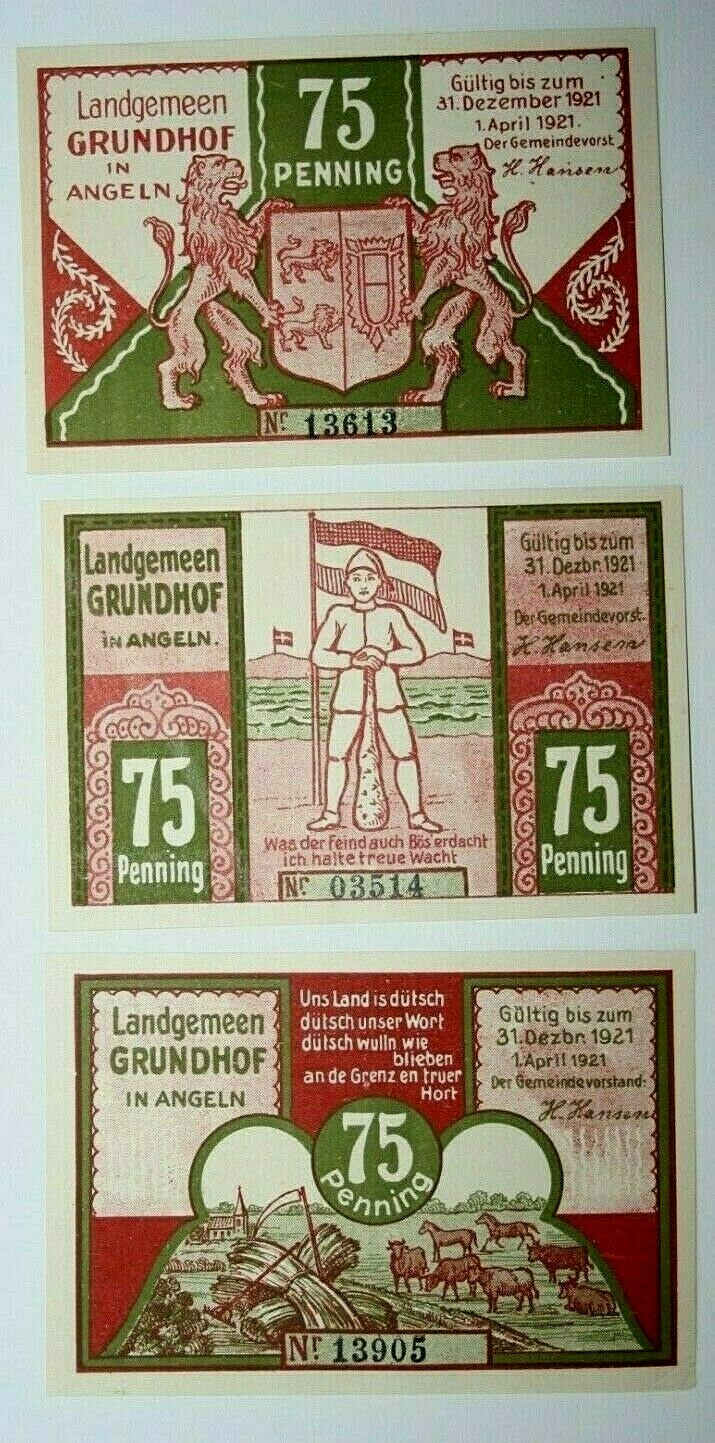 Landgemeen
GRUNDHOF
IN
ANGELN
75
PENNING
Gültig bis zum
31. Dezember 1921
1. April 1921.
Der Gemeindevorst.
H. Hansen
Nr 13613
Landgemeen
GRUNDHOF
in ANGELN.
75
Penning
Gültig bis zum
31. Dezbr. 1921
1. April 1921
Der Gemeindevorst.
H. Hansen
75
Penning
Was der Feind auch Bös erdacht
ich halte treue Wacht
Nr 03514
Landgemeen
GRUNDHOF
IN ANGELN
Uns Land is dütsch
dütsch unser Wort
dütsch wulln wie
blieben
an de Grenz en truer
Hort
75
Penning
Gültig bis zum
31. Dezbr. 1921
1. April 1921
Der Gemeindevorstand:
H. Hansen
Nr 13905